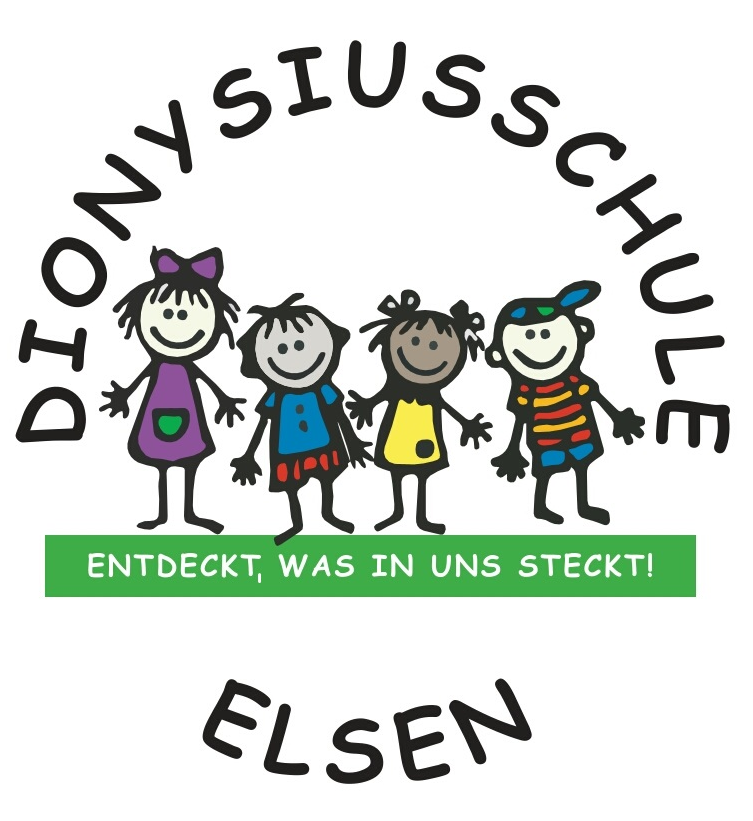 DIONYSIUSSCHULE
ENTDECKT, WAS IN UNS STECKT!
ELSEN